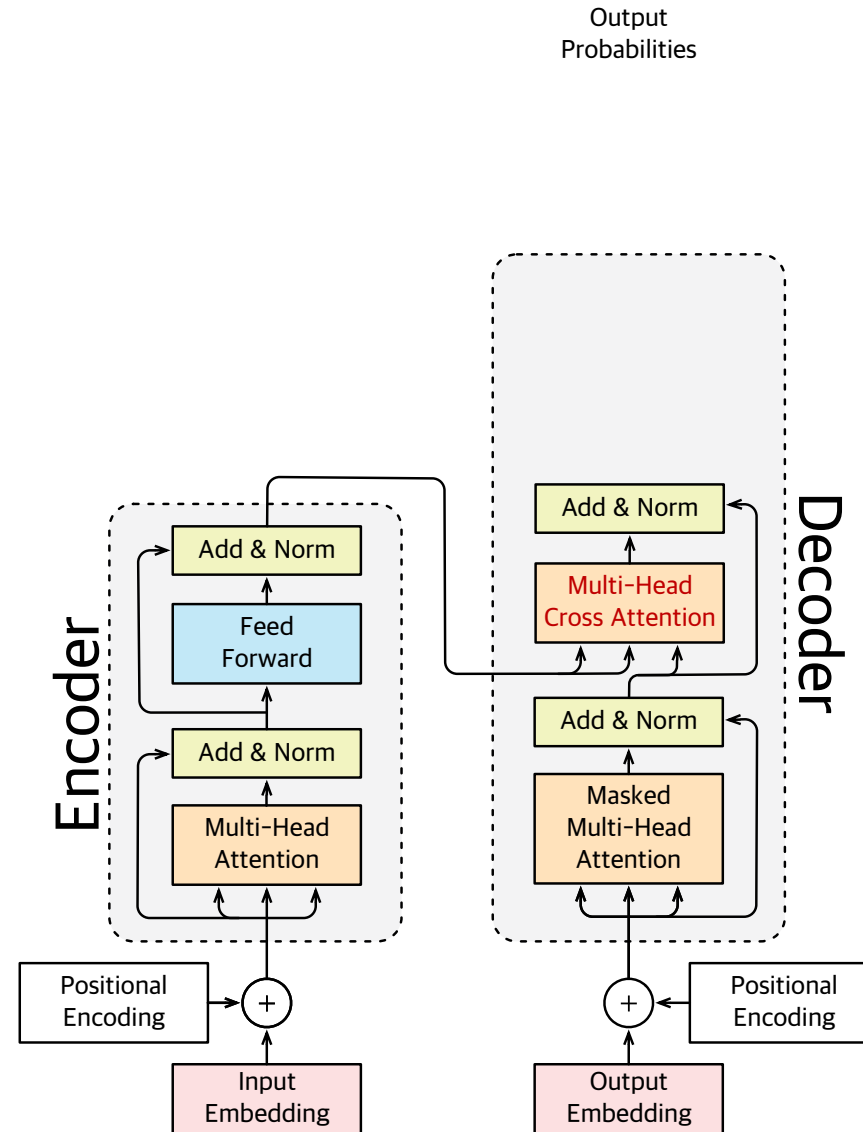 Output
Probabilities
Add & Norm
Multi-Head
Cross Attention
Add & Norm
Masked
Multi-Head
Attention
Decoder
Add & Norm
Feed
Forward
Add & Norm
Multi-Head
Attention
Encoder
Positional
Encoding
+
+
Positional
Encoding
Input
Embedding
Output
Embedding